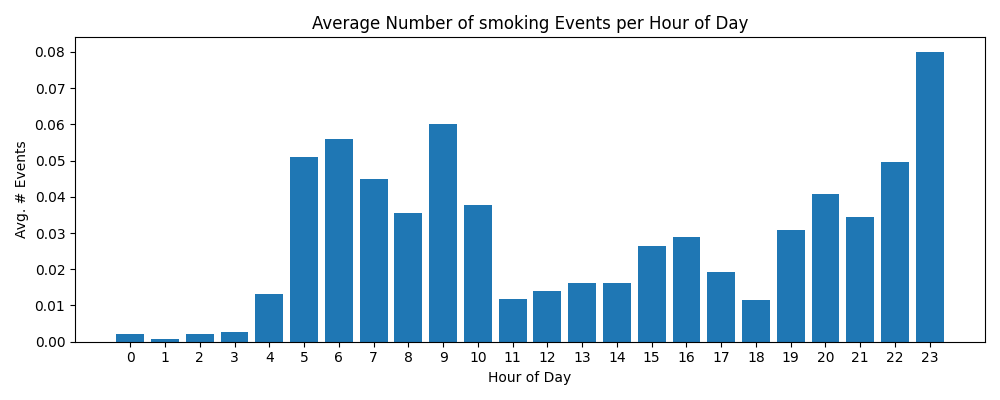 Average Number of smoking Events per Hour of Day
Avg. # Events
0.08
0.07
0.06
0.05
0.04
0.03
0.02
0.01
0.00
0 1 2 3 4 5 6 7 8 9 10 11 12 13 14 15 16 17 18 19 20 21 22 23
Hour of Day